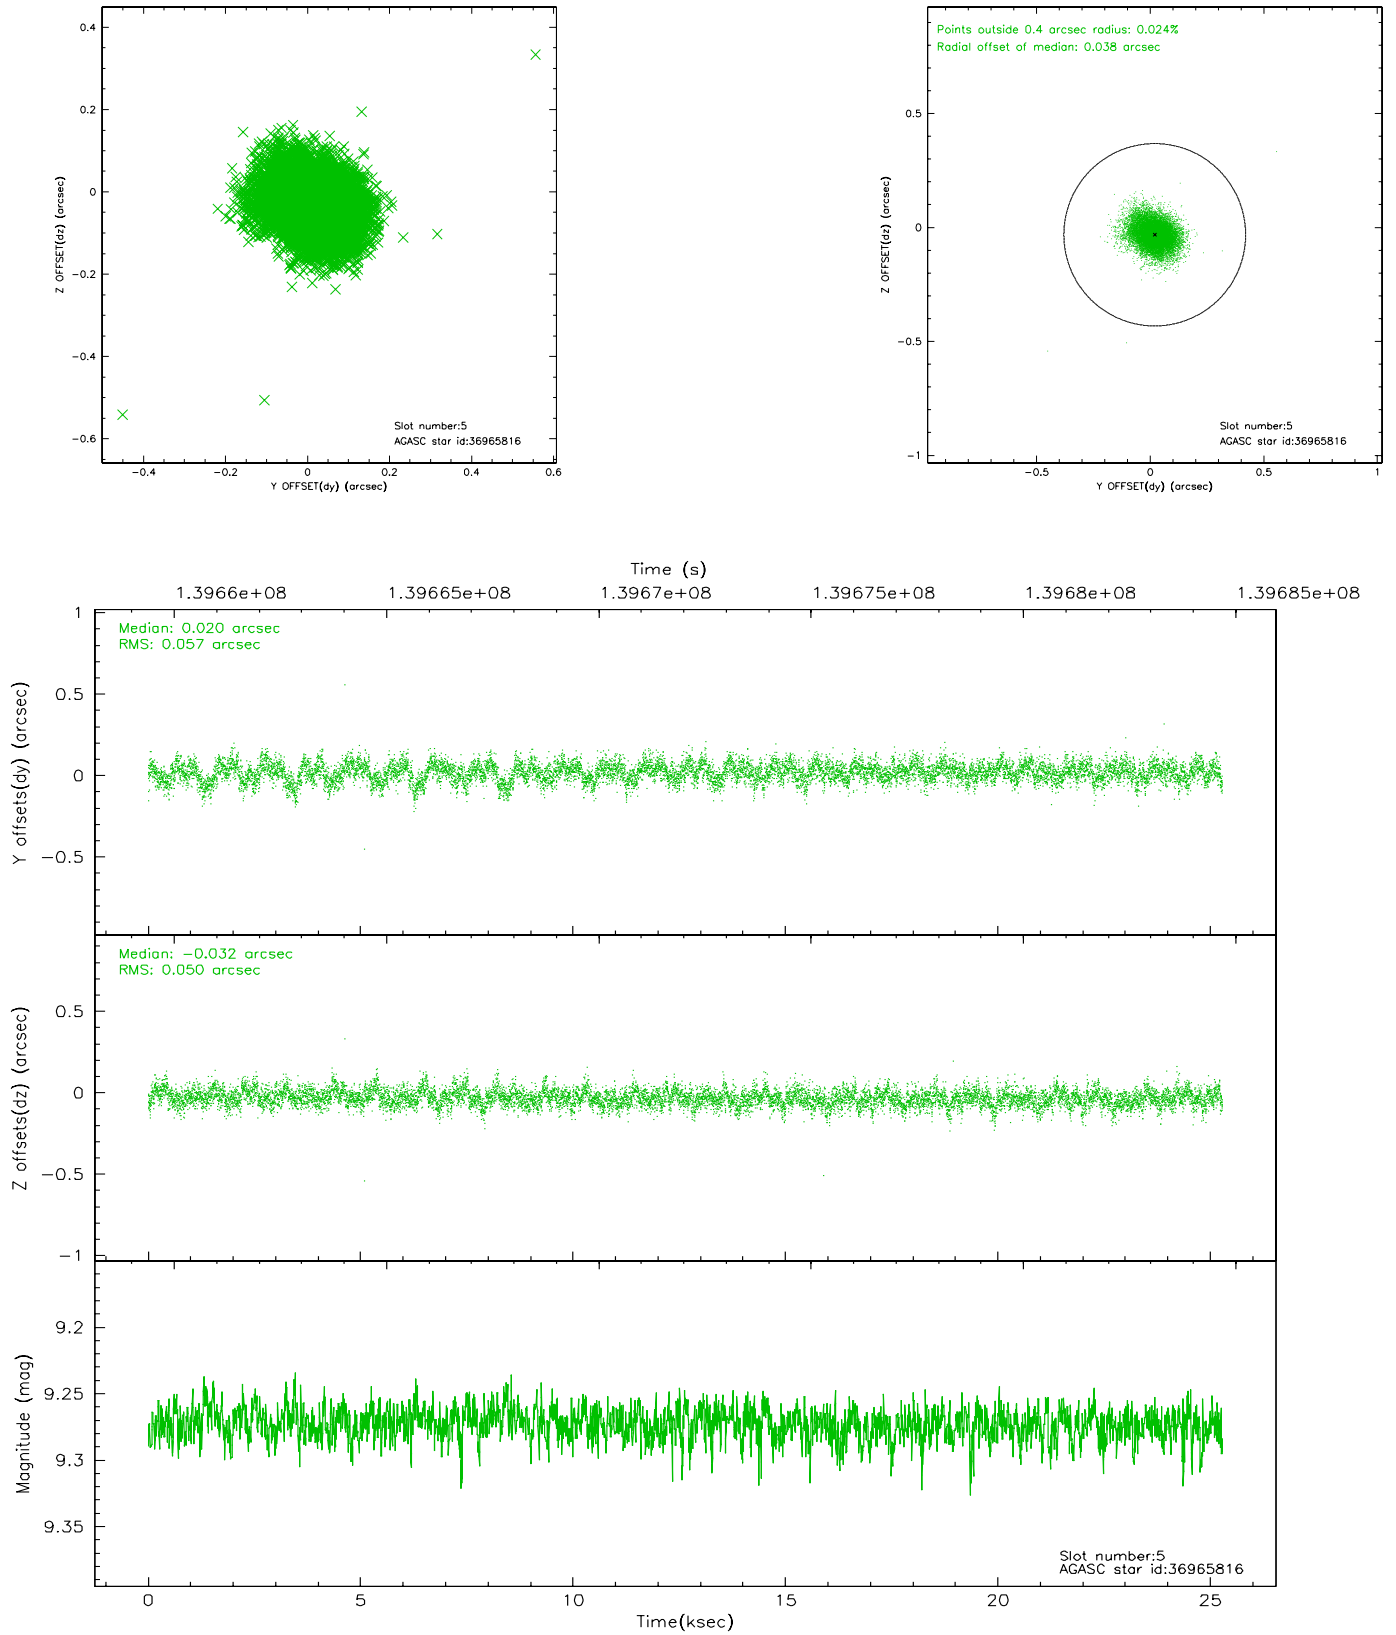 0.4
0.2
0
−0.2
−0.4
−0.6
Z OFFSET(dz) (arcsec)
Slot number:5
AGASC star id:36965816
−0.4 −0.2 0 0.2 0.4 0.6
Y OFFSET(dy) (arcsec)
Points outside 0.4 arcsec radius: 0.024%
Radial offset of median: 0.038 arcsec
0.5
0
−0.5
−1
Z OFFSET(dz) (arcsec)
Slot number:5
AGASC star id:36965816
−0.5 0 0.5 1
Y OFFSET(dy) (arcsec)
Time (s)
1.3966e+08 1.39665e+08 1.3967e+08 1.39675e+08 1.3968e+08 1.39685e+08
Median: 0.020 arcsec
RMS: 0.057 arcsec
1
0.5
0
−0.5
Y offsets(dy) (arcsec)
Median: −0.032 arcsec
RMS: 0.050 arcsec
0.5
0
−0.5
−1
Z offsets(dz) (arcsec)
9.2
9.25
9.3
9.35
Magnitude (mag)
Slot number:5
AGASC star id:36965816
0 5 10 15 20 25
Time(ksec)